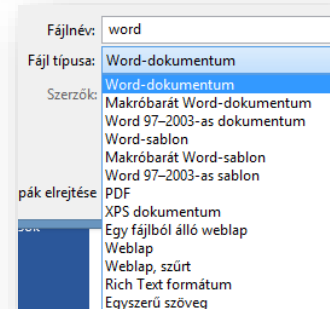 Fájlnév: word
Fájl típusa: Word-dokumentum
Szerzők:
Word-dokumentum
Makróbarát Word-dokumentum
Word 97–2003-as dokumentum
Word-sablon
Makróbarát Word-sablon
Word 97–2003-as sablon
pák elrejtése
PDF
XPS dokumentum
Egy fájlból álló weblap
Weblap
Weblap, szűrt
Rich Text formátum
Egyszerű szöveg